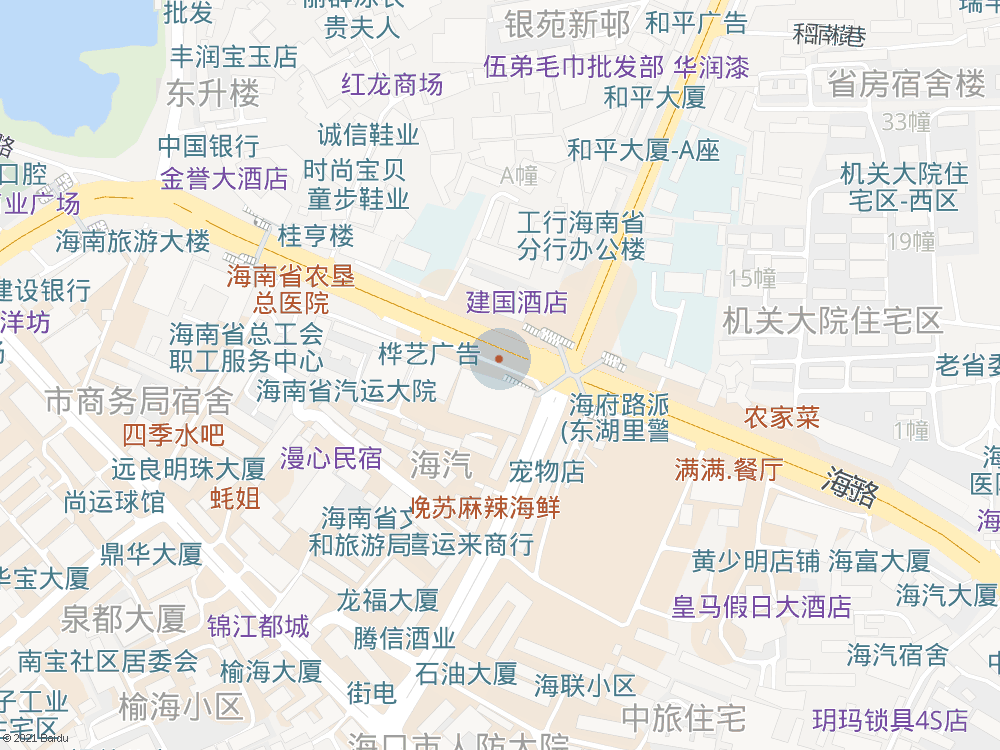 批发
贵夫人
银苑新邨
和平广告
丰润宝玉店
伍弟毛巾批发部
华润漆
东升楼
红龙商场
和平大厦
省房宿舍楼
33幢
诚信鞋业
中国银行
和平大厦-A座
口腔
金誉大酒店
时尚宝贝
童步鞋业
A幢
机关大院住
宅区-西区
业广场
海南旅游大楼
桂亨楼
工行海南省
分行办公楼
19幢
15幢
建设银行
海南省农垦
总医院
建国酒店
洋坊
机关大院住宅区
海南省总工会
职工服务中心
桦艺广告
老省委
海南省汽运大院
市商务局宿舍
海府路派
(东湖里警
农家菜
1幢
四季水吧
漫心民宿
海汽
宠物店
满满.餐厅
远良明珠大厦
尚运球馆
蚝姐
海路
医院
挽苏麻辣海鲜
海南省文
和旅游局
喜运来商行
鼎华大厦
黄少明店铺
海富大厦
华宝大厦
海汽大厦
泉都大厦
龙福大厦
皇马假日大酒店
锦江都城
腾信酒业
南宝社区居委会
榆海大厦
石油大厦
海联小区
海汽宿舍
街电
子工业
榆海小区
中旅住宅
玥玛锁具4S店
海口市人防大院
© 2021 Baidu